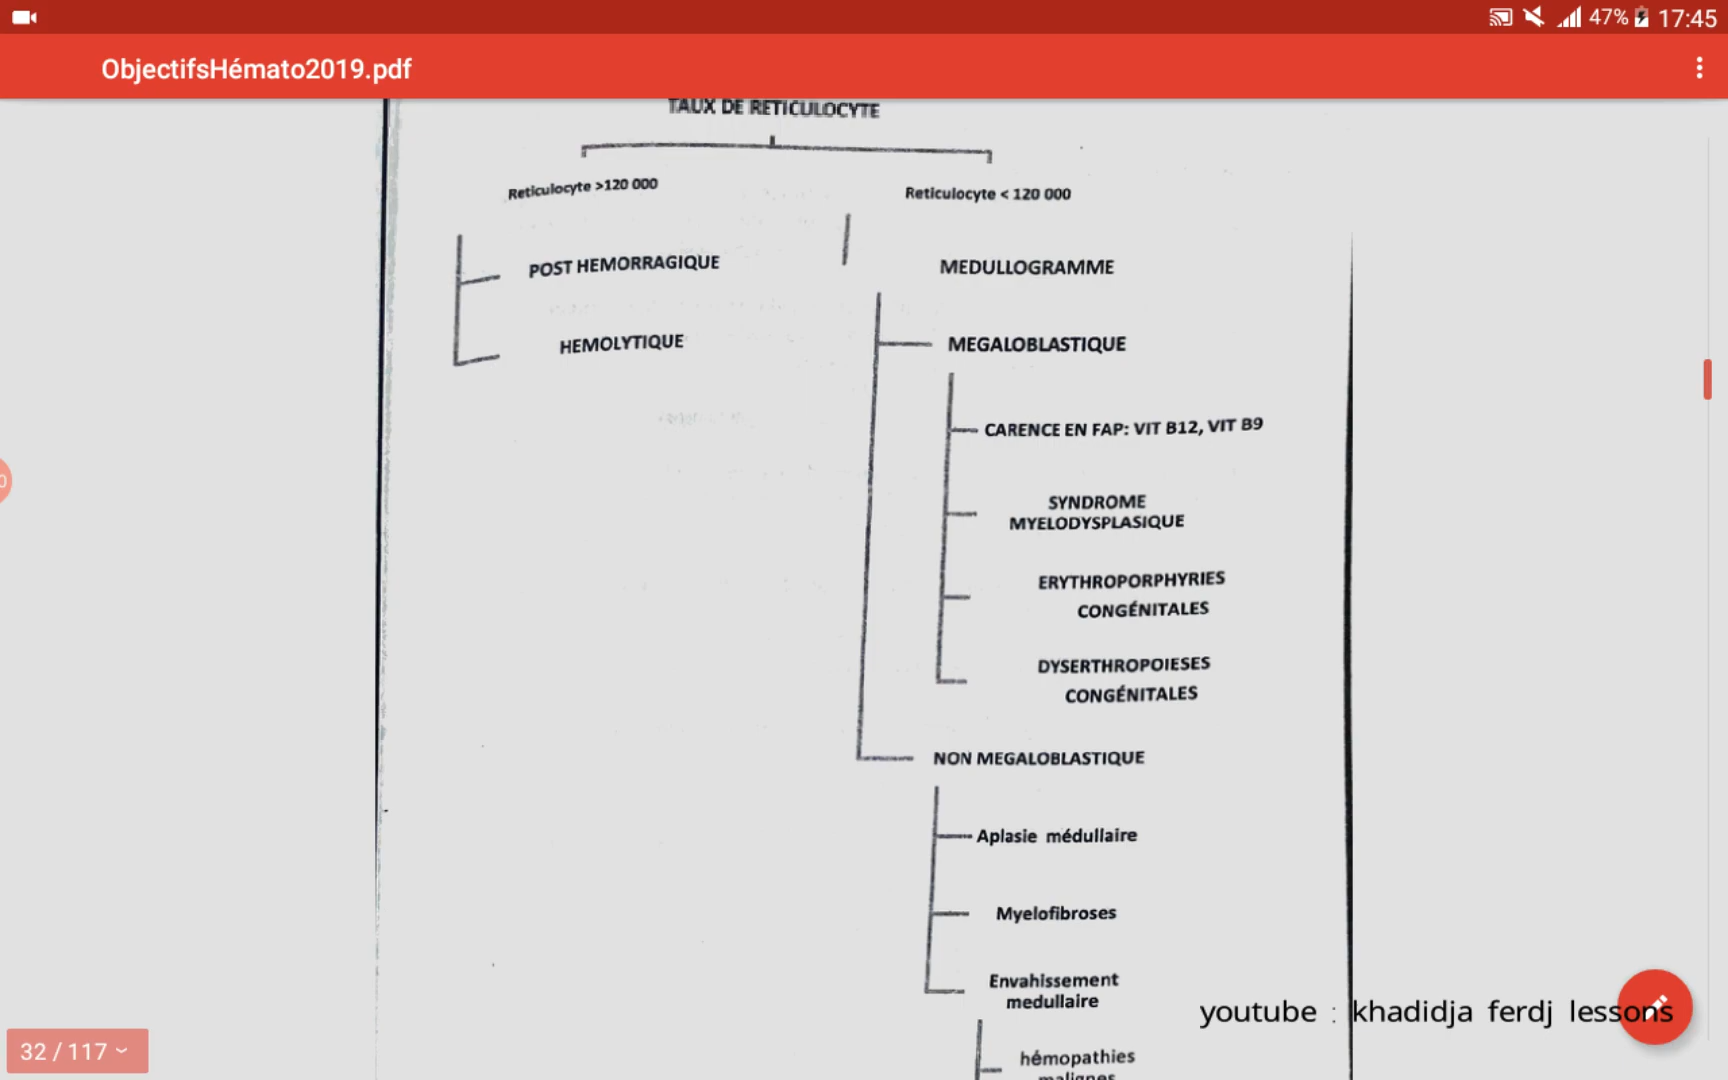 47% 17:45
ObjectifsHémato2019.pdf
TAUX DE RETICULOCYTE
Reticulocyte >120 000
Reticulocyte < 120 000
POST HEMORRAGIQUE
MEDULLOGRAMME
HEMOLYTIQUE
MEGALOBLASTIQUE
CARENCE EN FAP: VIT B12, VIT B9
SYNDROME
MYELODYSPLASIQUE
ERYTHROPORPHYRIES
CONGÉNITALES
DYSERTHROPOIESES
CONGÉNITALES
NON MEGALOBLASTIQUE
Aplasie médullaire
Myelofibroses
Envahissement
medullaire
youtube : khadidja ferdj lessons
32 / 117
hémopathies
malignes